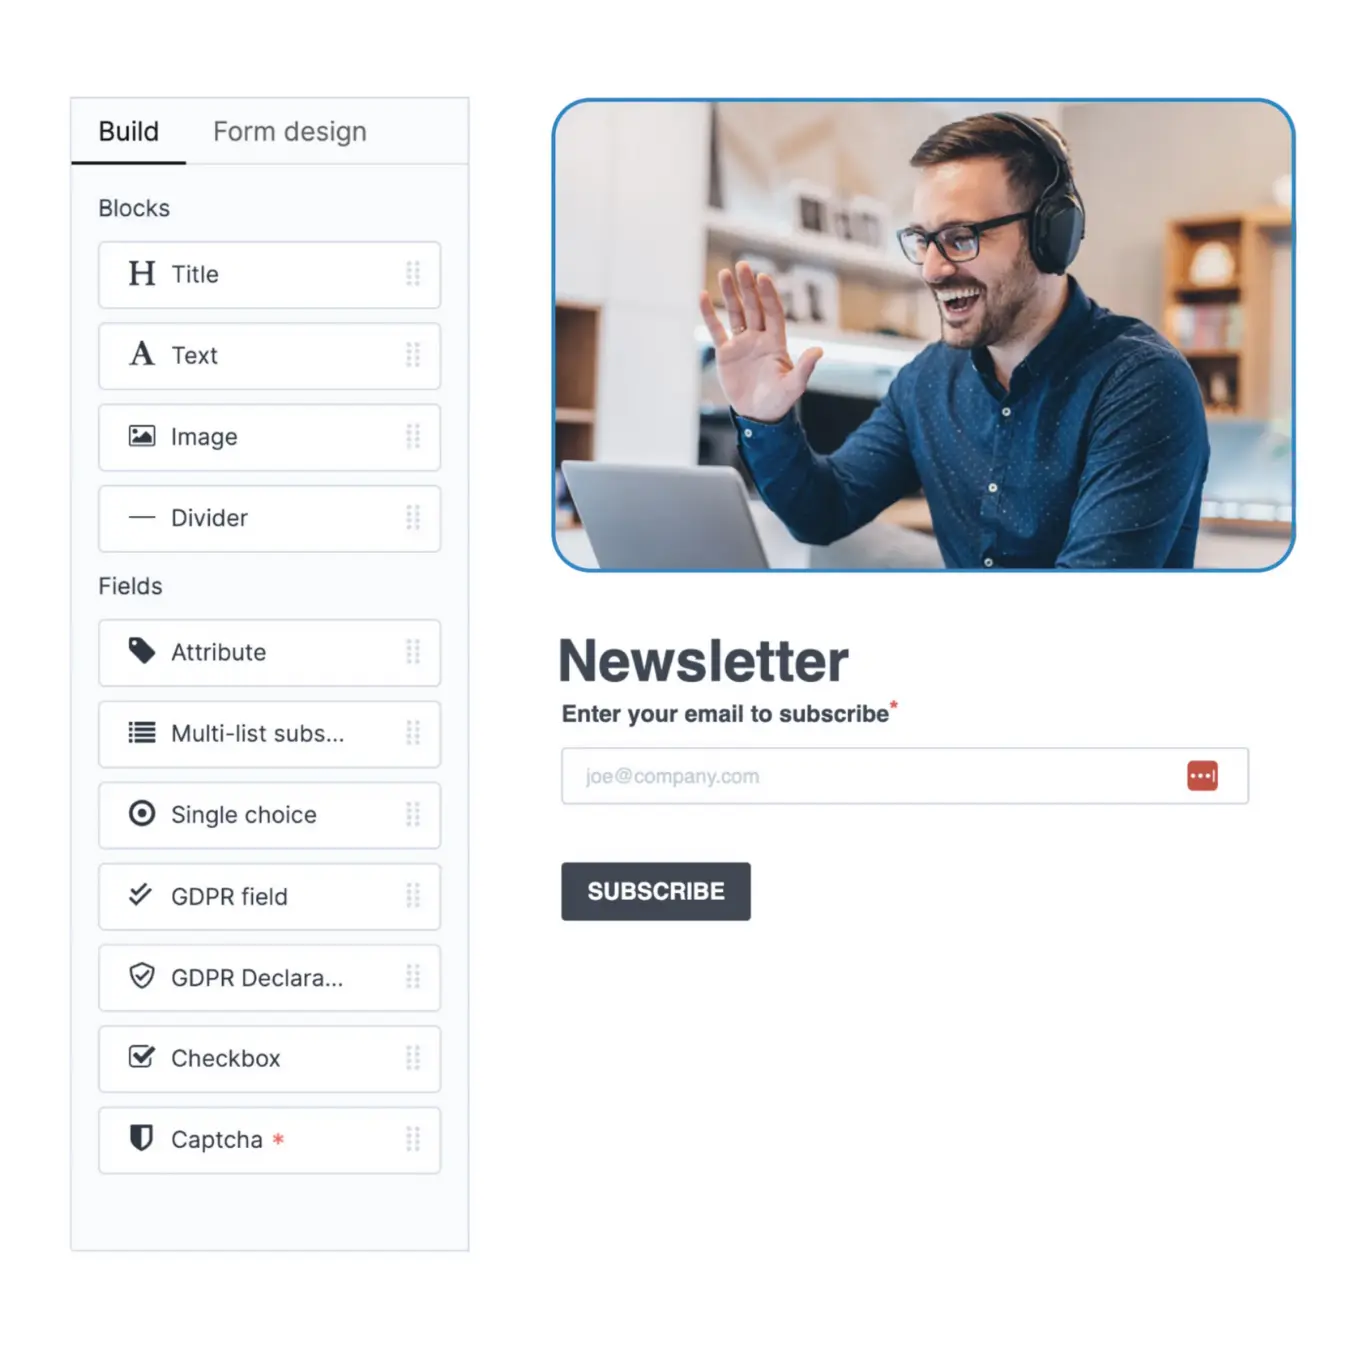 Build
Form design
Blocks
H Title
A Text
Image
Divider
Fields
Attribute
Multi-list subs...
Single choice
GDPR field
GDPR Declara...
Checkbox
Captcha *
Newsletter
Enter your email to subscribe*
joe@company.com
SUBSCRIBE